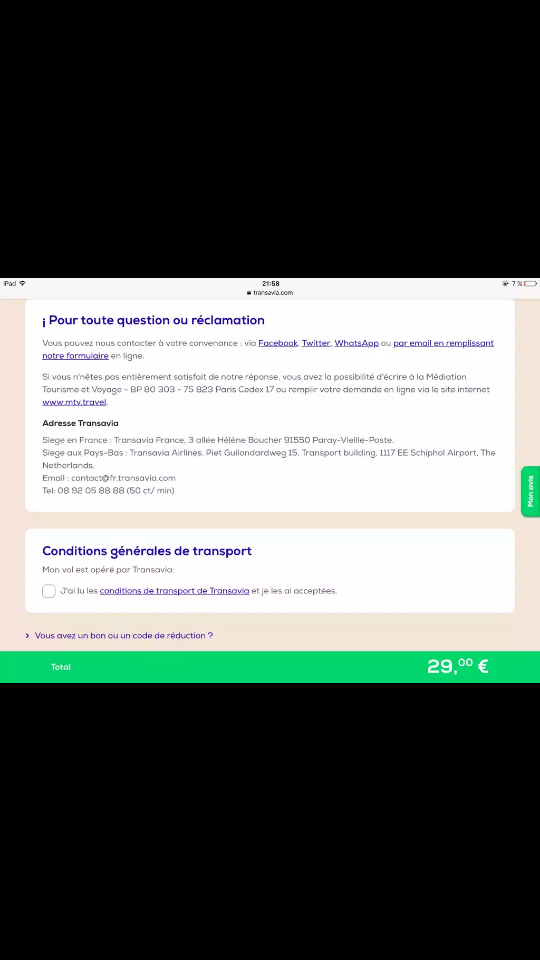 iPad
21:58
7 %
transavia.com
¡ Pour toute question ou réclamation
Vous pouvez nous contacter à votre convenance : via Facebook, Twitter, WhatsApp ou par email en remplissant
notre formulaire en ligne.
Si vous n'nêtes pas entièrement satisfait de notre réponse, vous avez la possibilité d'écrire à la Médiation
Tourisme et Voyage - BP 80 303 - 75 823 Paris Cedex 17 ou remplir votre demande en ligne via le site internet
www.mtv.travel.
Adresse Transavia
Siege en France : Transavia France, 3 allée Hélène Boucher 91550 Paray-Vieille-Poste.
Siege aux Pays-Bas : Transavia Airlines, Piet Guilonardweg 15, Transport building, 1117 EE Schiphol Airport, The
Netherlands.
Email : contact@fr.transavia.com
Tel: 08 92 05 88 88 (50 ct/ min)
Mon avis
Conditions générales de transport
Mon vol est opéré par Transavia:
J'ai lu les conditions de transport de Transavia et je les ai acceptées.
› Vous avez un bon ou un code de réduction ?
Total
29,00 €